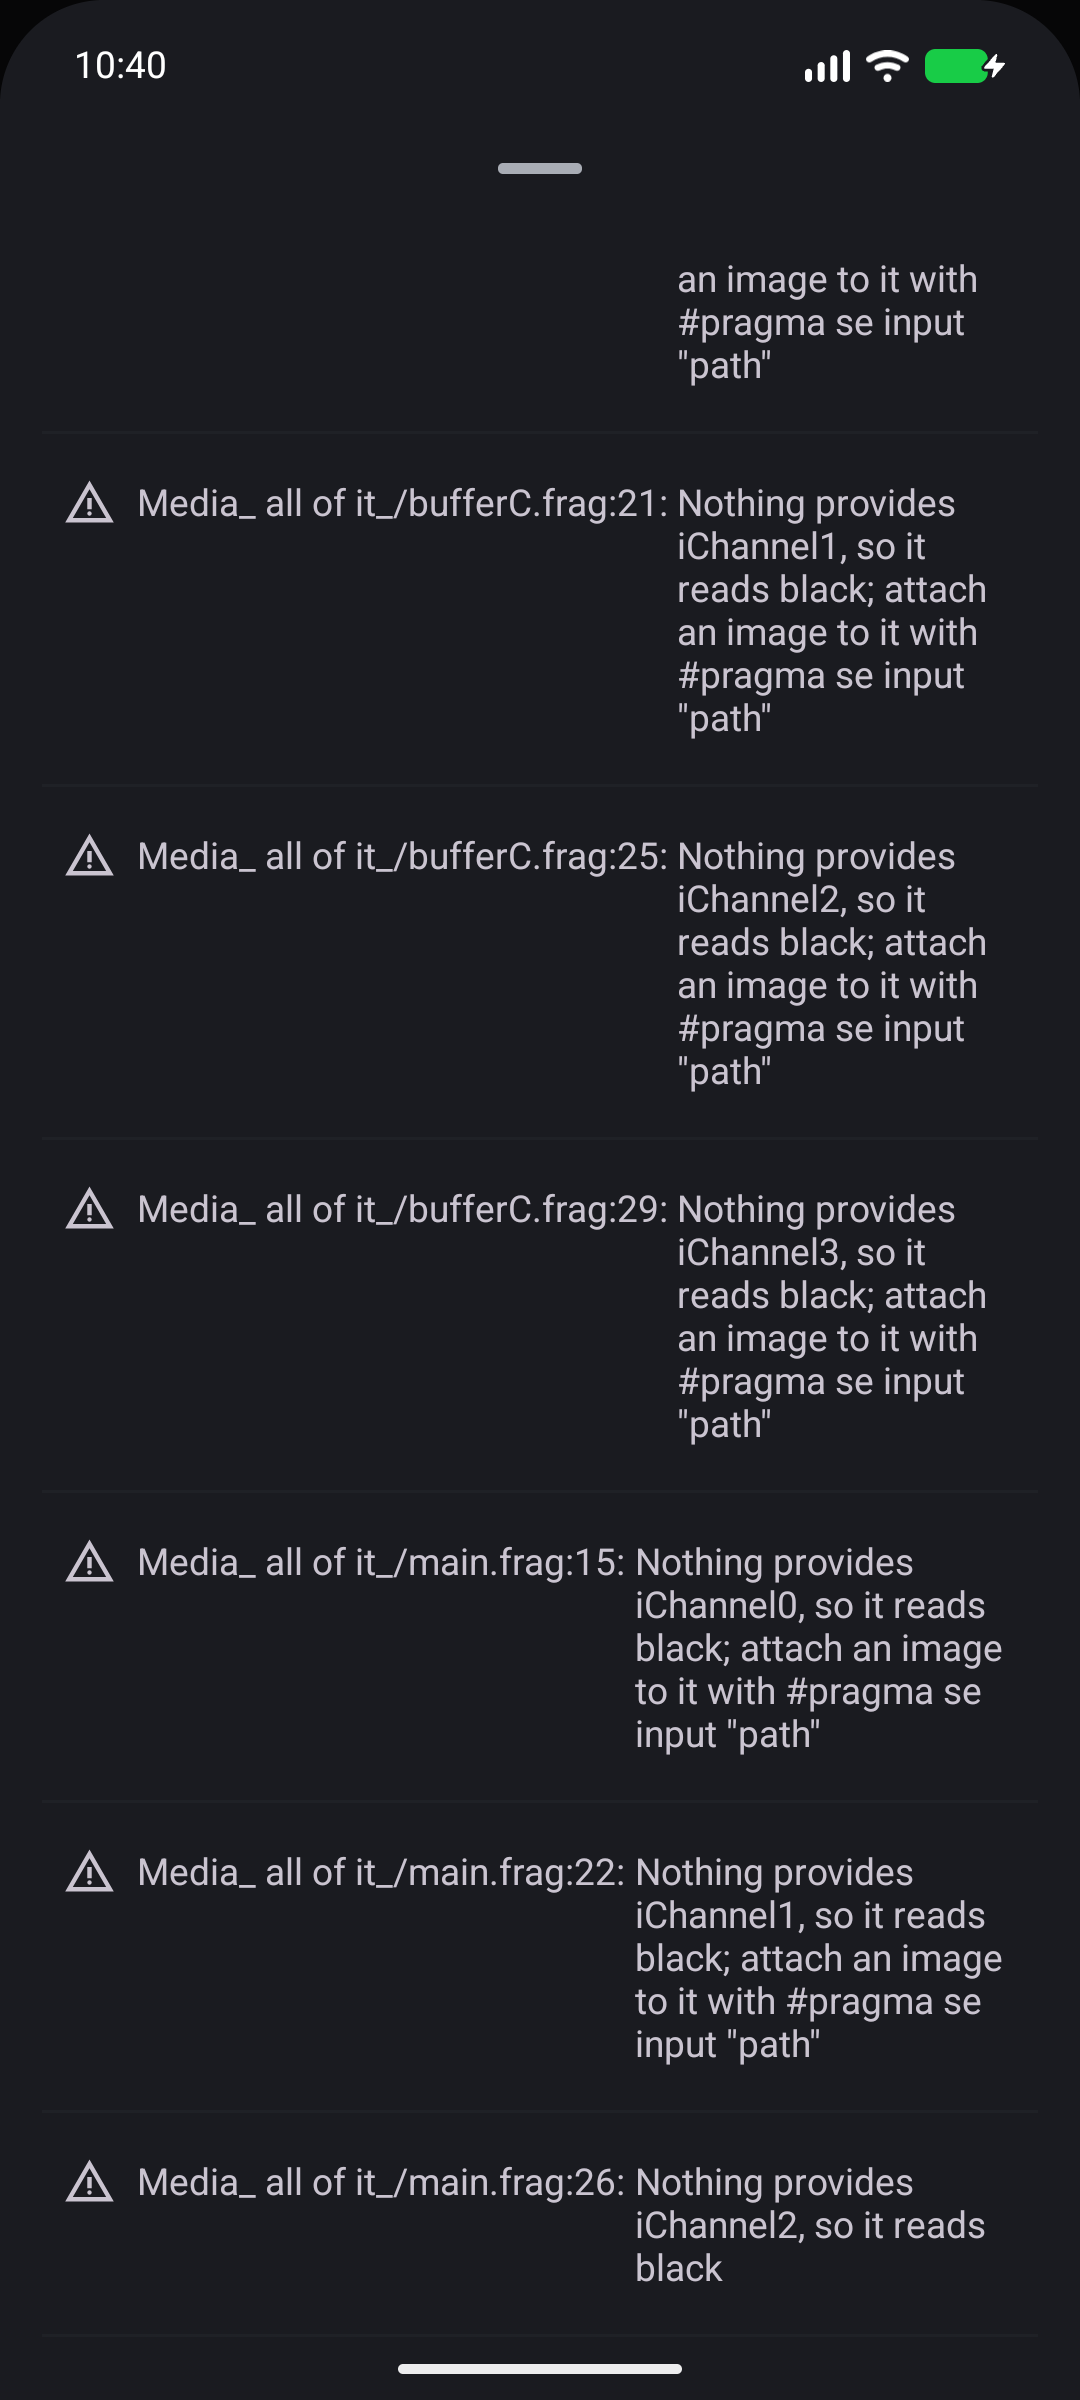 10:40
an image to it with
#pragma se input
"path"
Media_ all of it_/bufferC.frag:21: Nothing provides
iChannel1, so it
reads black; attach
an image to it with
#pragma se input
"path"
Media_ all of it_/bufferC.frag:25: Nothing provides
iChannel2, so it
reads black; attach
an image to it with
#pragma se input
"path"
Media_ all of it_/bufferC.frag:29: Nothing provides
iChannel3, so it
reads black; attach
an image to it with
#pragma se input
"path"
Media_ all of it_/main.frag:15: Nothing provides
iChannel0, so it reads
black; attach an image
to it with #pragma se
input "path"
Media_ all of it_/main.frag:22: Nothing provides
iChannel1, so it reads
black; attach an image
to it with #pragma se
input "path"
Media_ all of it_/main.frag:26: Nothing provides
iChannel2, so it reads
black